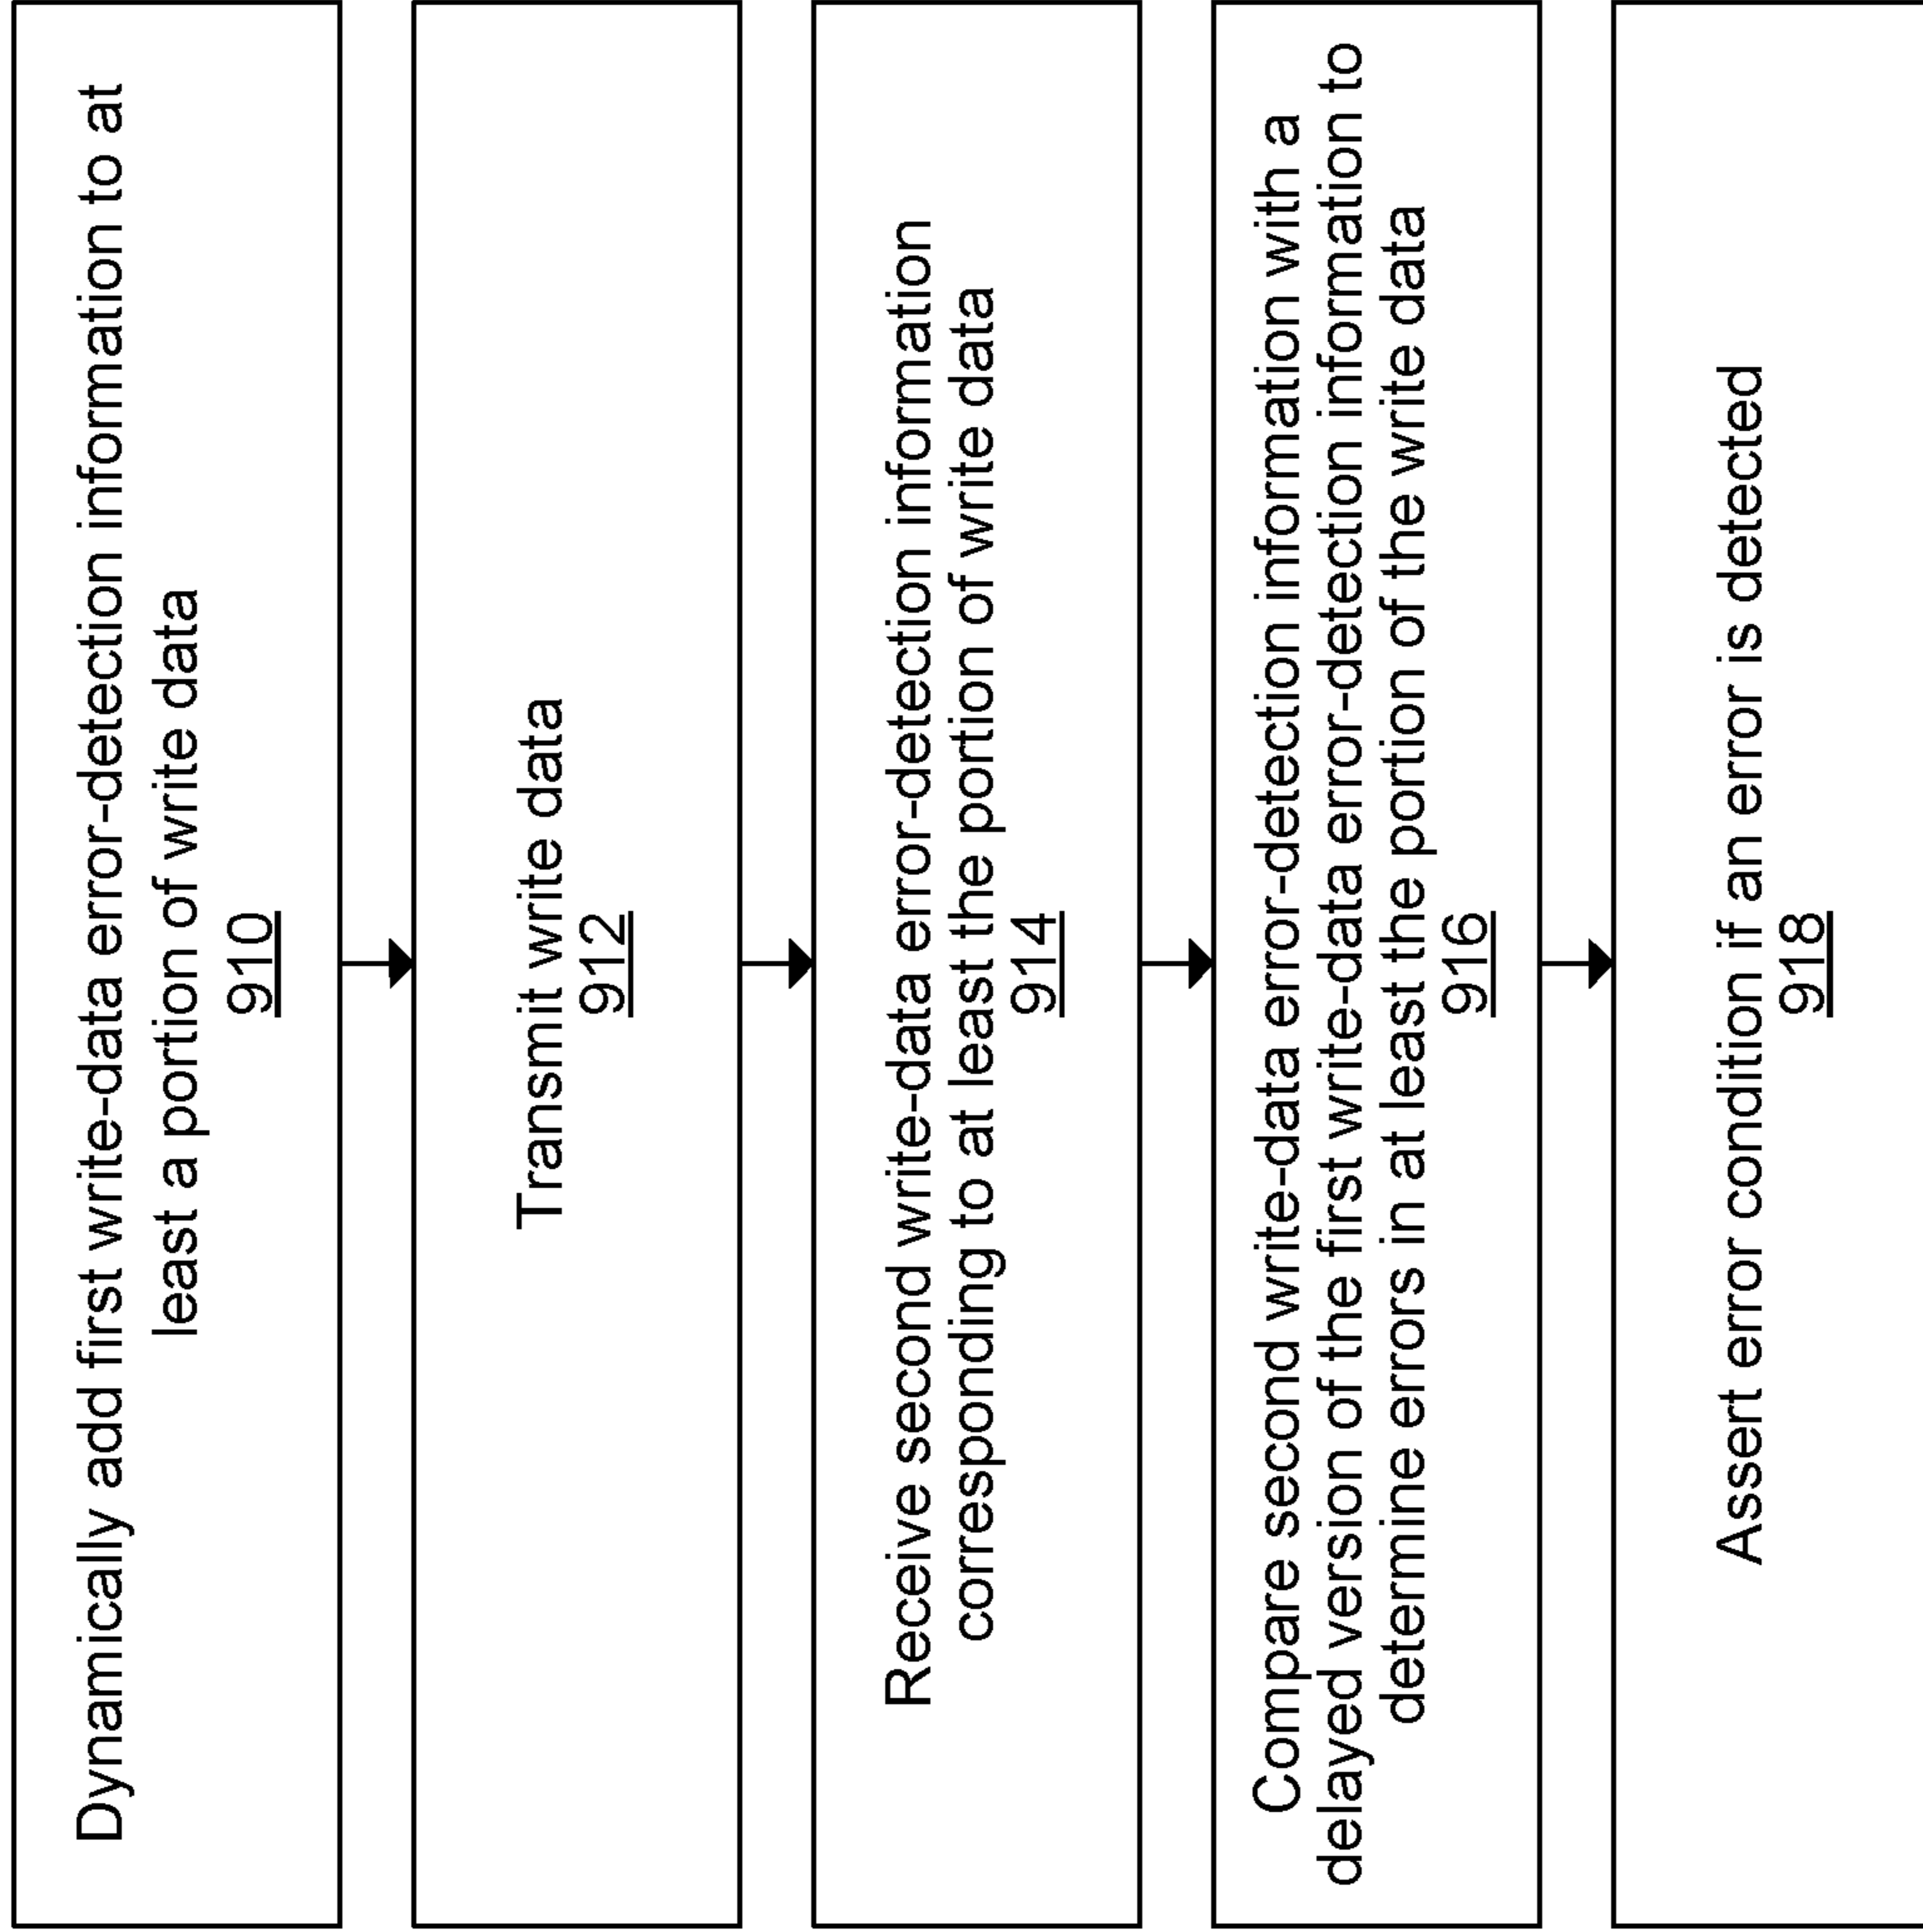 Dynamically add first write-data error-detection information to at
least a portion of write data
910
Transmit write data
912
Receive second write-data error-detection information
corresponding to at least the portion of write data
914
Compare second write-data error-detection information with a
delayed version of the first write-data error-detection information to
determine errors in at least the portion of the write data
916
Assert error condition if an error is detected
918